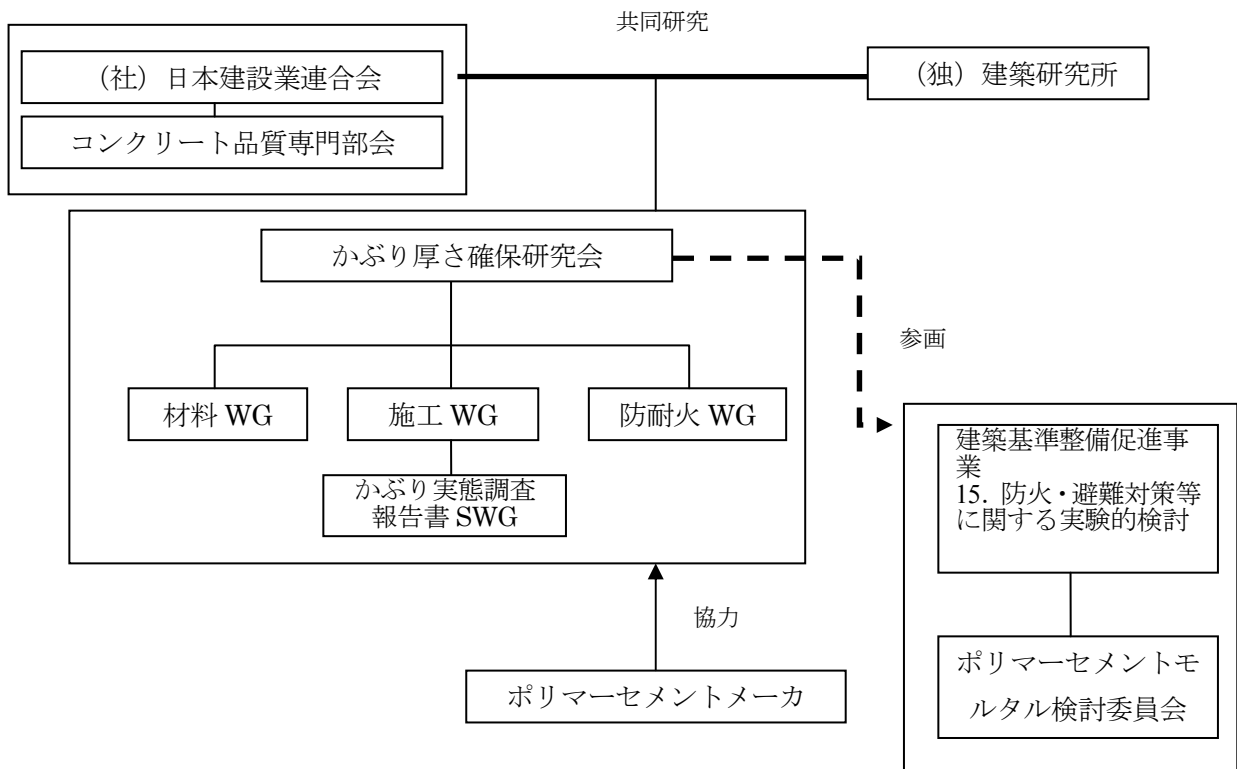 共同研究
（社）日本建設業連合会
（独）建築研究所
コンクリート品質専門部会
かぶり厚さ確保研究会
参画
材料 WG
施工 WG
防耐火 WG
かぶり実態調査
報告書 SWG
建築基準整備促進事
業
15. 防火・避難対策等
に関する実験的検討
協力
ポリマーセメントメーカ
ポリマーセメントモ
ルタル検討委員会